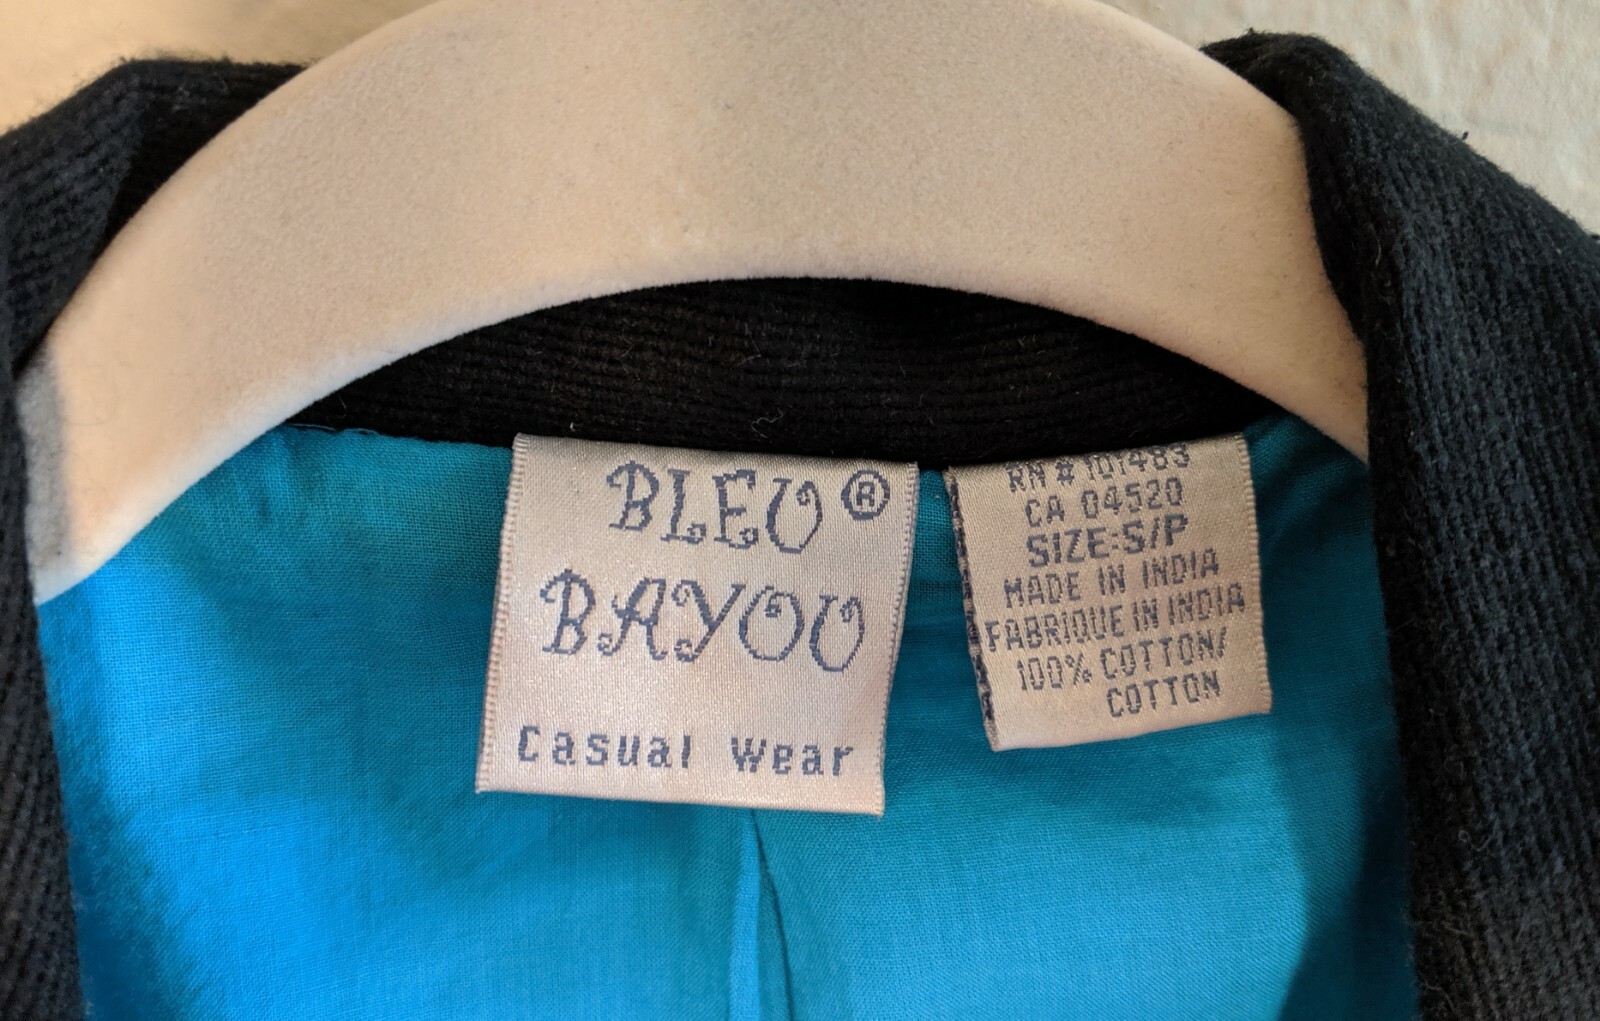 BLEU ®
BAYOU
Casual Wear
RN # 101483
CA 04520
SIZE:S/P
MADE IN INDIA
FABRIQUE IN INDIA
100% COTTON/
COTTON